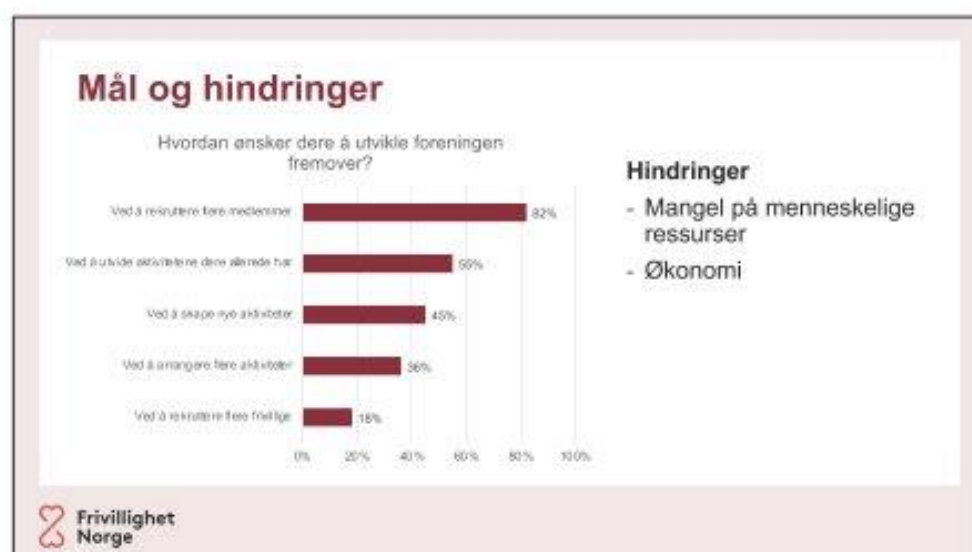 Mål og hindringer
Hvordan ønsker dere å utvikle foreningen
fremover?
Ved å rekruttere flere medlemmer
82%
Ved å utvide aktivitetene dere allerede har
55%
Ved å skape nye aktiviteter
45%
Ved å arrangere flere aktiviteter
36%
Ved å rekruttere flere frivillige
18%
0% 20% 40% 60% 80% 100%
Hindringer
- Mangel på menneskelige
ressurser
- Økonomi
Frivillighet
Norge